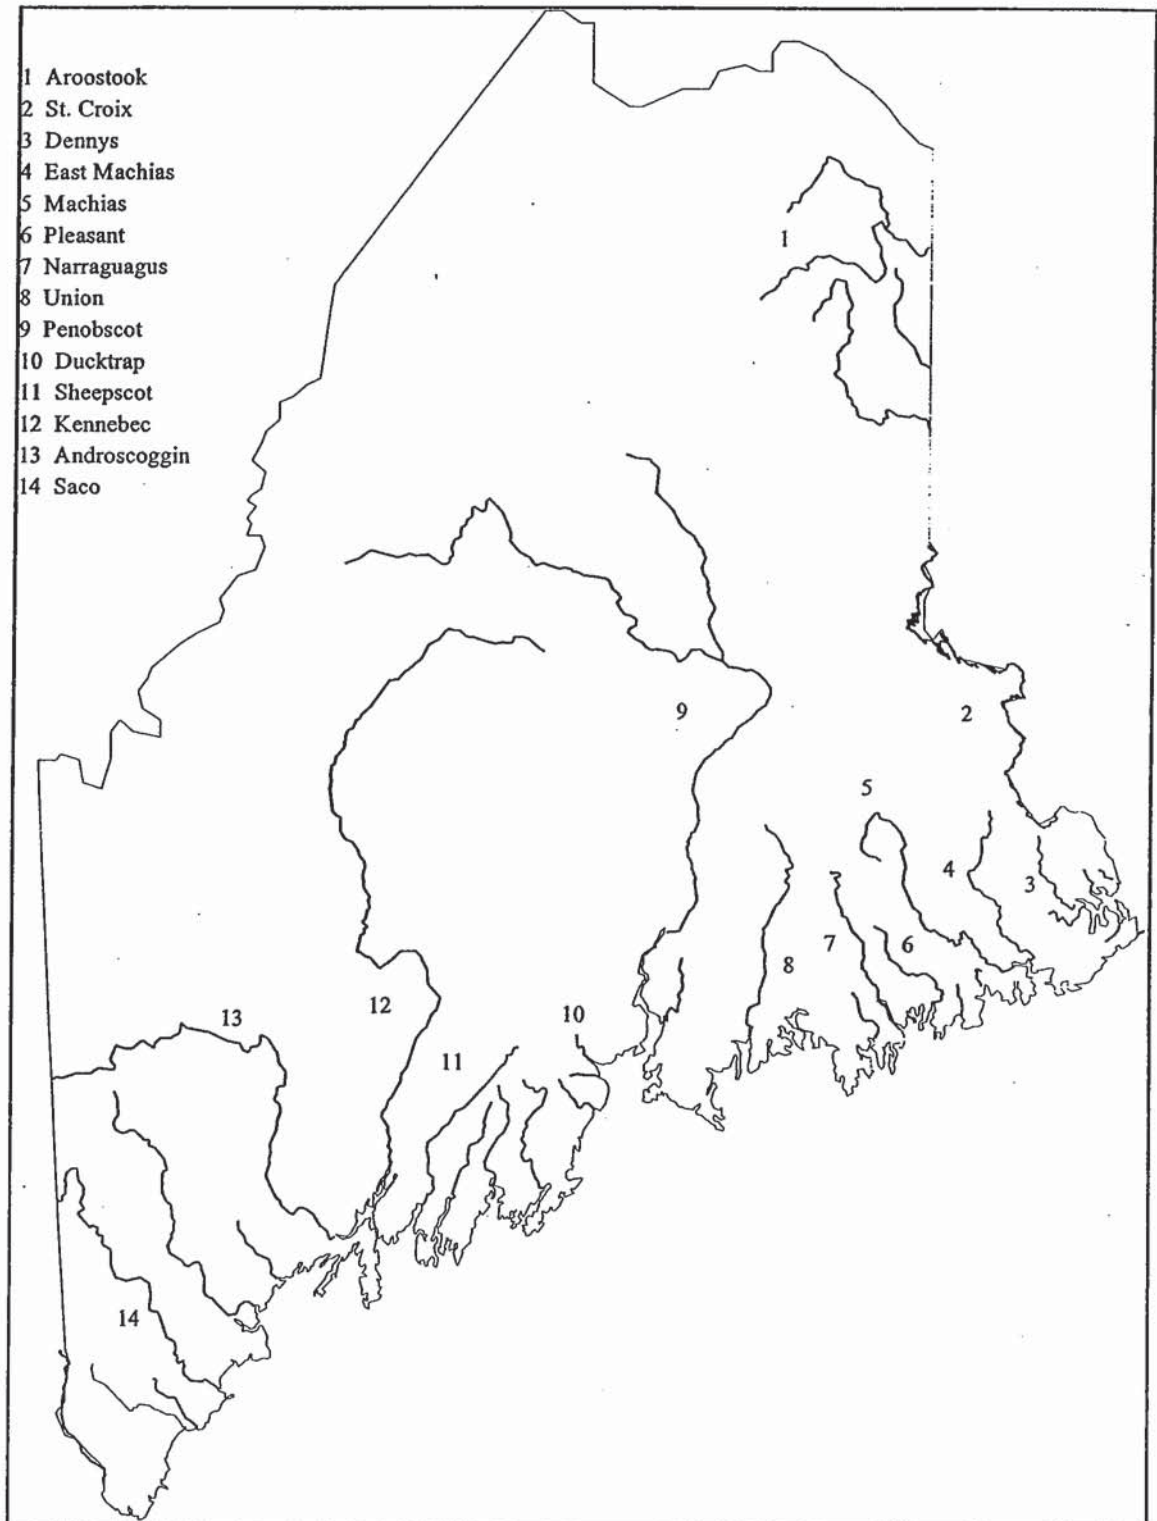 1 Aroostook
2 St. Croix
3 Dennys
4 East Machias
5 Machias
6 Pleasant
7 Narraguagus
8 Union
9 Penobscot
10 Ducktrap
11 Sheepscot
12 Kennebec
13 Androscoggin
14 Saco
1
9
2
5
4
3
7
6
8
12
10
13
11
14